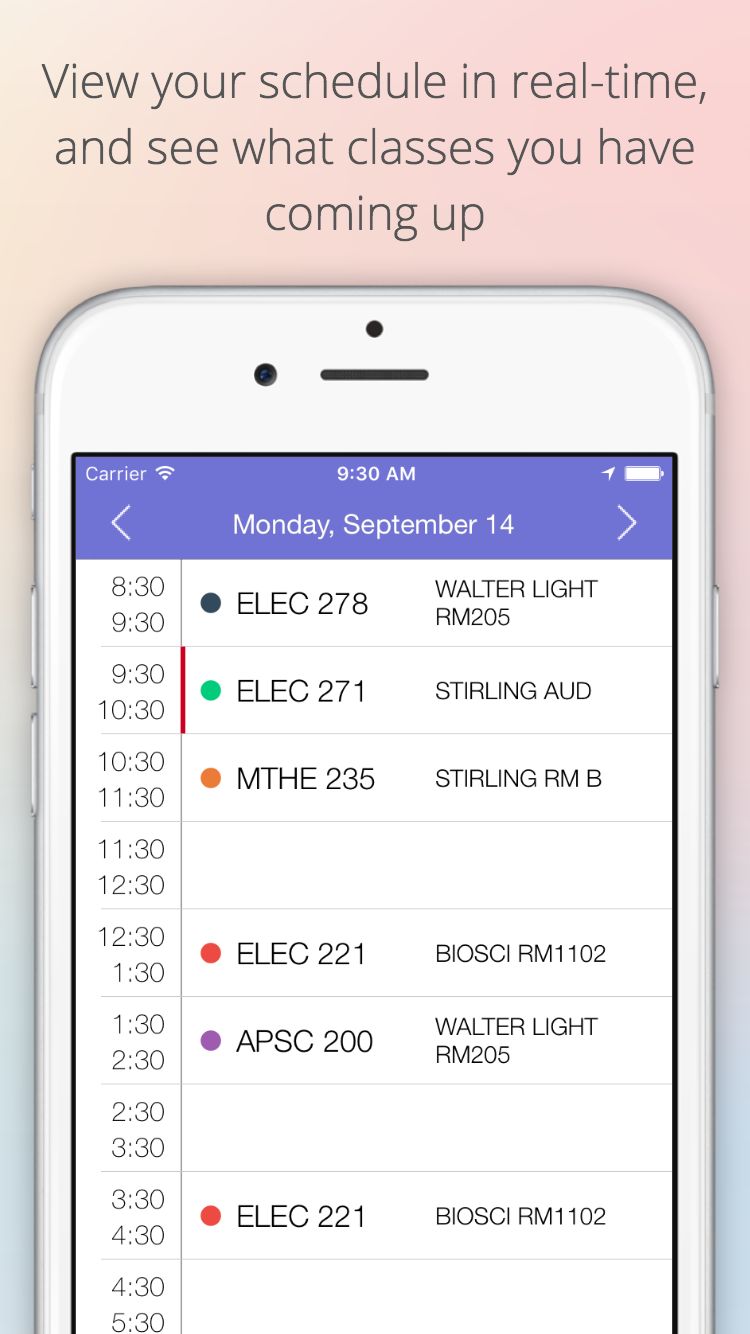 View your schedule in real-time,
and see what classes you have
coming up
Carrier 9:30 AM
Monday, September 14
8:30
9:30
ELEC 278
WALTER LIGHT
RM205
9:30
10:30
ELEC 271
STIRLING AUD
10:30
11:30
MTHE 235
STIRLING RM B
11:30
12:30
12:30
1:30
ELEC 221
BIOSCI RM1102
1:30
2:30
APSC 200
WALTER LIGHT
RM205
2:30
3:30
3:30
4:30
ELEC 221
BIOSCI RM1102
4:30
5:30